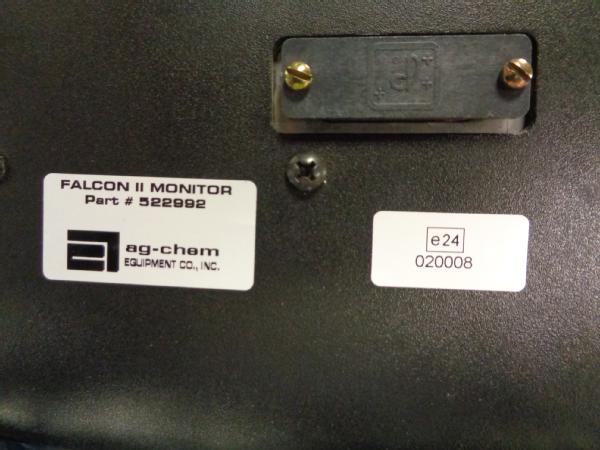 FALCON II MONITOR
Part # 522992
ag-chem
EQUIPMENT CO., INC.
e24
020008